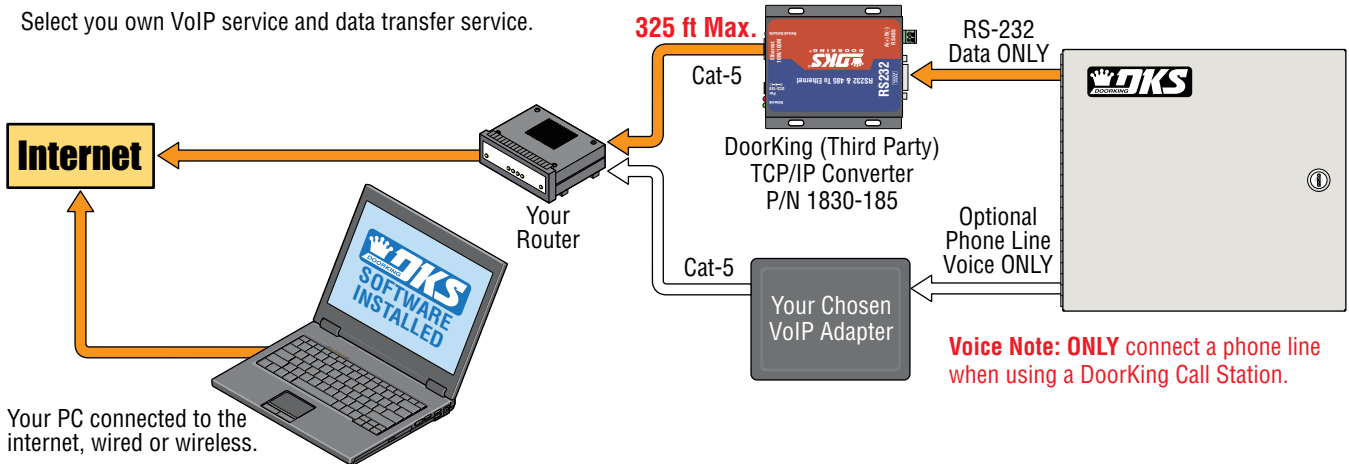 Select you own VoIP service and data transfer service.
325 ft Max.
Cat-5
RS232 & 485 To Ethernet
DKS
DOORKING
RS232
Ethernet
RS-232
Data ONLY
DKS
DOORKING
DoorKing (Third Party)
TCP/IP Converter
P/N 1830-185
Internet
Your
Router
Optional
Phone Line
Voice ONLY
Cat-5
Your Chosen
VoIP Adapter
DKS
DOORKING
SOFTWARE
INSTALLED
Voice Note: ONLY connect a phone line
when using a DoorKing Call Station.
Your PC connected to the
internet, wired or wireless.